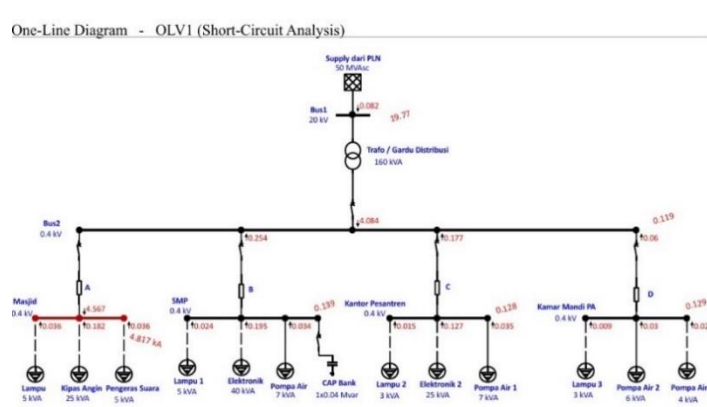 One-Line Diagram - OLV1 (Short-Circuit Analysis)
Supply dari PLN
50 MVAsc
0.082
Bus1
20 kV
19.77
Trafo / Gardu Distribusi
160 kVA
4.084
Bus2
0.4 kV
0.119
0.254
0.177
0.06
A
B
C
D
Masjid
0.4 kV
4.567
0.036
0.182
0.036
4.817 kA
SMP
0.4 kV
0.139
0.024
0.195
0.034
Kantor Pesantren
0.4 kV
0.128
0.015
0.127
0.035
Kamar Mandi PA
0.4 kV
0.129
0.009
0.03
0.02
Lampu
5 kVA
Kipas Angin
25 kVA
Pengeras Suara
5 kVA
Lampu 1
5 kVA
Elektronik
40 kVA
Pompa Air
7 kVA
CAP Bank
1x0.04 Mvar
Lampu 2
3 kVA
Elektronik 2
25 kVA
Pompa Air 1
7 kVA
Lampu 3
3 kVA
Pompa Air 2
6 kVA
Pompa Air
4 kVA